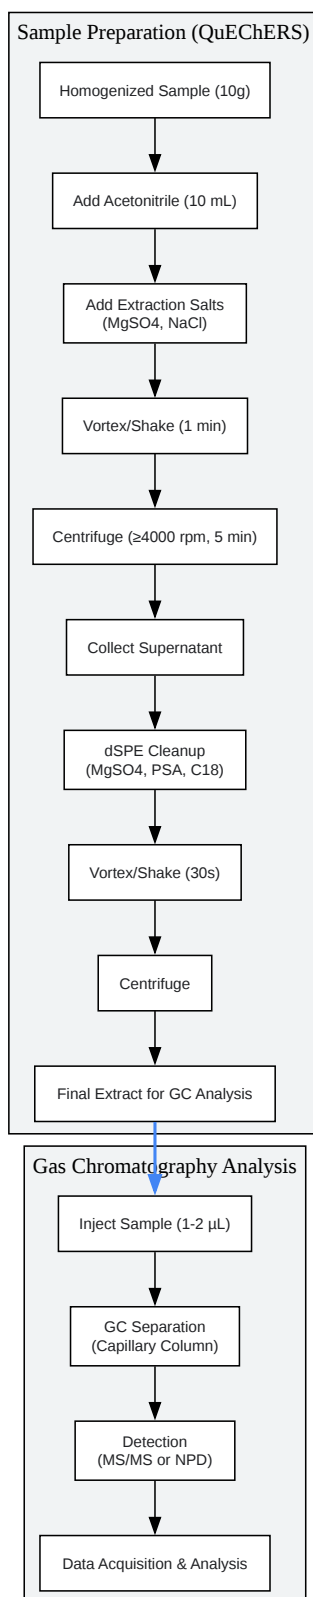 Sample Preparation (QuEChERS)
Homogenized Sample (10g)
Add Acetonitrile (10 mL)
Add Extraction Salts
(MgSO4, NaCl)
Vortex/Shake (1 min)
Centrifuge (≥4000 rpm, 5 min)
Collect Supernatant
dSPE Cleanup
(MgSO4, PSA, C18)
Vortex/Shake (30s)
Centrifuge
Final Extract for GC Analysis
Gas Chromatography Analysis
Inject Sample (1-2 µL)
GC Separation
(Capillary Column)
Detection
(MS/MS or NPD)
Data Acquisition & Analysis